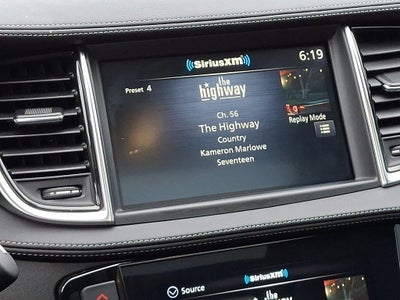 SiriusXM
6:19
Preset 4
the
highway
Ch. 56
The Highway
Country
Kameron Marlowe
Seventeen
Replay Mode
SiriusXM
Source
the